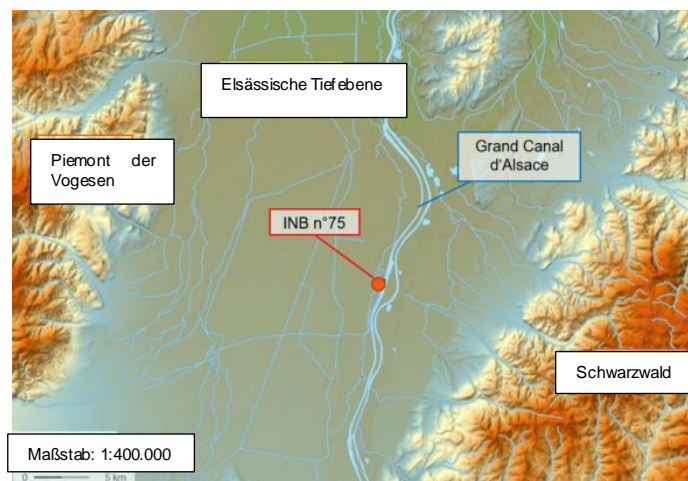 Elsässische Tiefebene
Grand Canal
d'Alsace
Piemont der
Vogesen
INB n°75
Schwarzwald
Maßstab: 1:400.000
0 5 km